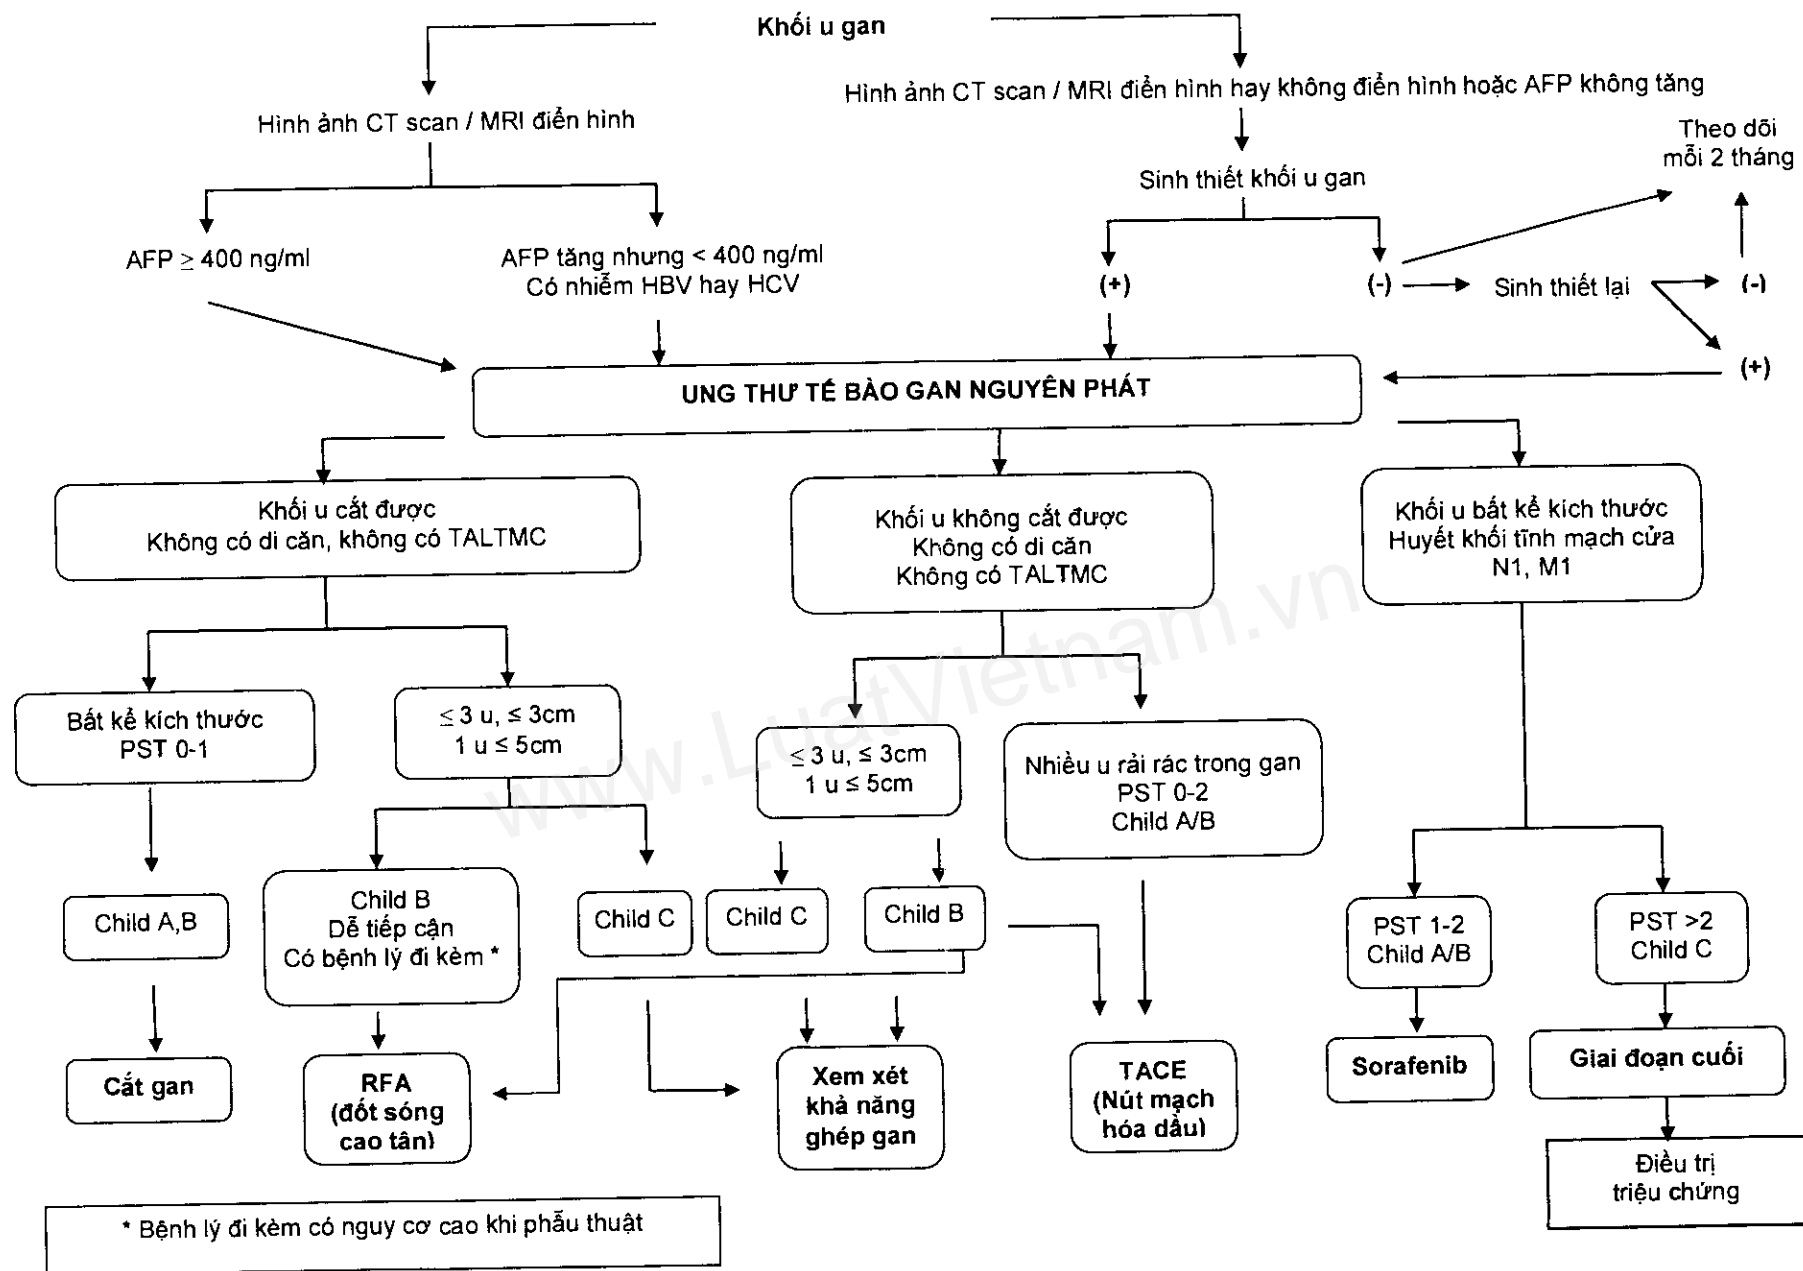 Khối u gan
Hình ảnh CT scan / MRI điển hình
Hình ảnh CT scan / MRI điển hình hay không điển hình hoặc AFP không tăng
Theo dõi
mỗi 2 tháng
Sinh thiết khối u gan
AFP ≥ 400 ng/ml
AFP tăng nhưng < 400 ng/ml
Có nhiễm HBV hay HCV
(+)
(-)
Sinh thiết lại
(-)
(+)
UNG THƯ TẾ BÀO GAN NGUYÊN PHÁT
Khối u cắt được
Không có di căn, không có TALTMC
Khối u không cắt được
Không có di căn
Không có TALTMC
Khối u bất kể kích thước
Huyết khối tĩnh mạch cửa
N1, M1
Bất kể kích thước
PST 0-1
≤ 3 u, ≤ 3cm
1 u ≤ 5cm
≤ 3 u, ≤ 3cm
1 u ≤ 5cm
Nhiều u rải rác trong gan
PST 0-2
Child A/B
Child A,B
Child B
Dễ tiếp cận
Có bệnh lý đi kèm *
Child C
Child C
Child B
PST 1-2
Child A/B
PST >2
Child C
Cắt gan
RFA
(đốt sóng
cao tần)
Xem xét
khả năng
ghép gan
TACE
(Nút mạch
hóa dầu)
Sorafenib
Giai đoạn cuối
Điều trị
triệu chứng
* Bệnh lý đi kèm có nguy cơ cao khi phẫu thuật
www.LuatVietnam.vn